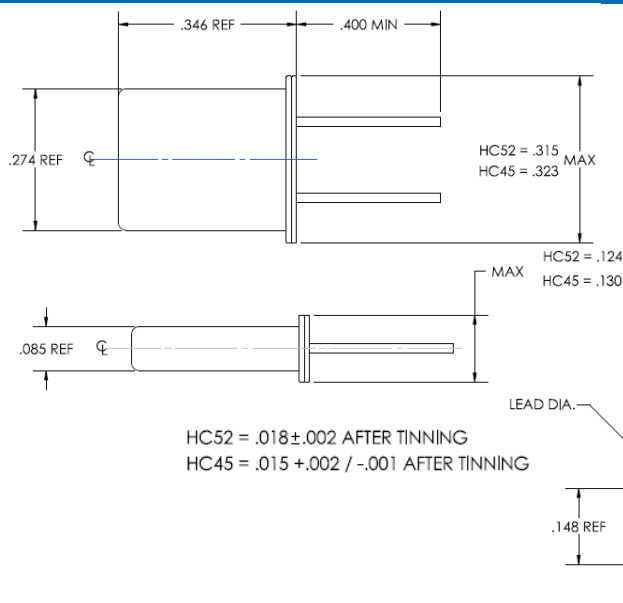 .346 REF
.400 MIN
.274 REF
℄
HC52 = .315
HC45 = .323
MAX
HC52 = .124
HC45 = .130
MAX
.085 REF
℄
LEAD DIA.
HC52 = .018±.002 AFTER TINNING
HC45 = .015 +.002 / -.001 AFTER TINNING
.148 REF